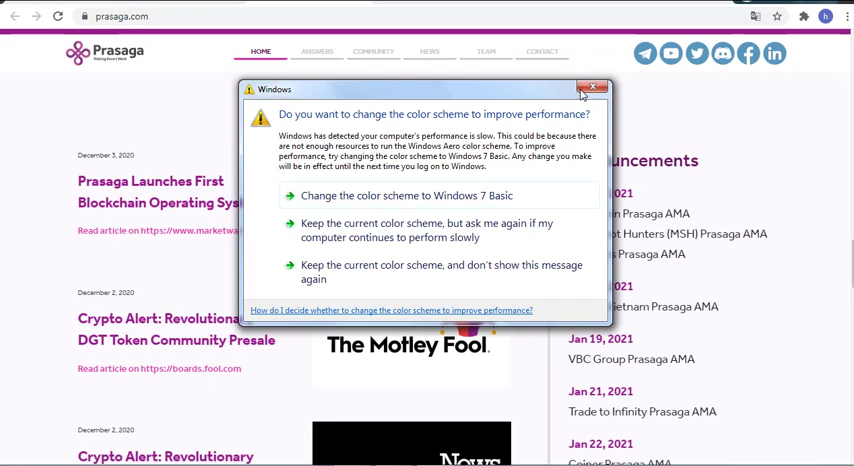 prasaga.com
h
Prasaga
Making Smart Work
HOME
ANSWERS
COMMUNITY
NEWS
TEAM
CONTACT
Windows
Do you want to change the color scheme to improve performance?
Windows has detected your computer's performance is slow. This could be because there
are not enough resources to run the Windows Aero color scheme. To improve
performance, try changing the color scheme to Windows 7 Basic. Any change you make
will be in effect until the next time you log on to Windows.
Change the color scheme to Windows 7 Basic
Keep the current color scheme, but ask me again if my
computer continues to perform slowly
Keep the current color scheme, and don't show this message
again
How do I decide whether to change the color scheme to improve performance?
December 3, 2020
Prasaga Launches First
Blockchain Operating Sy
Read article on https://www.marketwa
December 2, 2020
Crypto Alert: Revolutiona
DGT Token Community Presale
Read article on https://boards.fool.com
The Motley Fool.
December 2, 2020
Crypto Alert: Revolutionary
News
uncements
2021
n Prasaga AMA
ot Hunters (MSH) Prasaga AMA
s Prasaga AMA
2021
ietnam Prasaga AMA
Jan 19, 2021
VBC Group Prasaga AMA
Jan 21, 2021
Trade to Infinity Prasaga AMA
Jan 22, 2021
Coiner Prasaga AMA